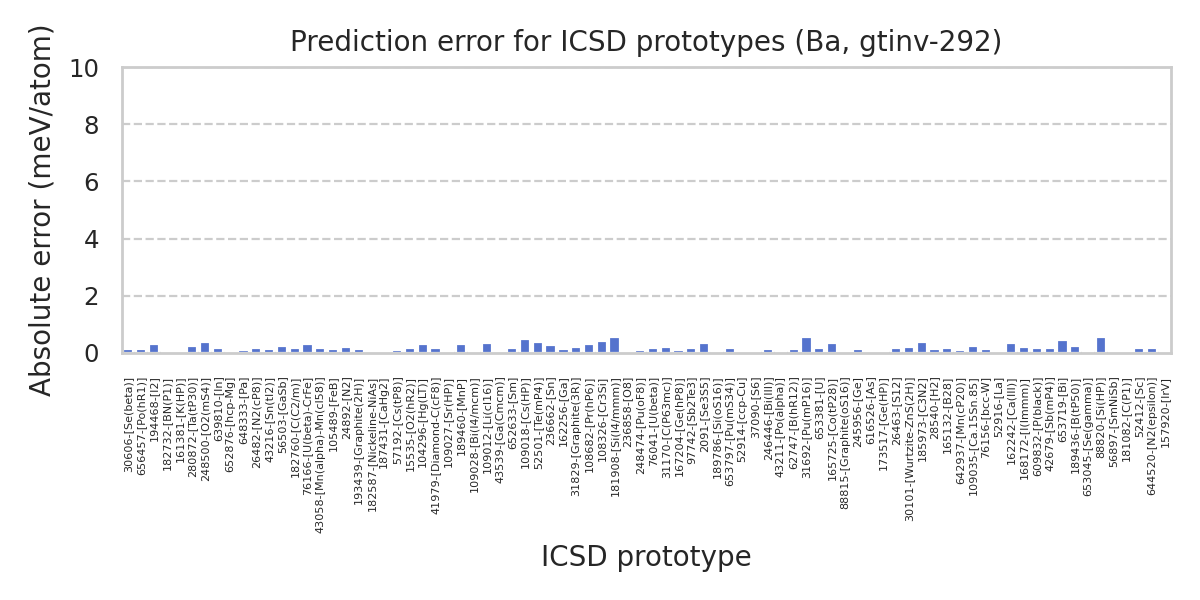 Prediction error for ICSD prototypes (Ba, gtinv-292)
Absolute error (meV/atom)
10
8
6
4
2
0
30606-[Se(beta)]
656457-[Po(hR1)]
194468-[I2]
182732-[BN(P1)]
161381-[K(HP)]
280872-[Ta(tP30)]
248500-[O2(mS4)]
639810-[In]
652876-[hcp-Mg]
648333-[Pa]
26482-[N2(cP8)]
43216-[Sn(tI2)]
56503-[GaSb]
182760-[C(C2/m)]
76166-[U(beta)-CrFe]
43058-[Mn(alpha)-Mn(cI58)]
105489-[FeB]
24892-[N2]
193439-[Graphite(2H)]
182587-[Nickeline-NiAs]
187431-[CaHg2]
57192-[Cs(tP8)]
15535-[O2(hR2)]
104296-[Hg(LT)]
41979-[Diamond-C(cF8)]
109027-[Sr(HP)]
189460-[MnP]
109028-[Bi(I4/mcm)]
109012-[Li(cI16)]
43539-[Ga(Cmcm)]
652633-[Sm]
109018-[Cs(HP)]
52501-[Te(mP4)]
236662-[Sn]
162256-[Ga]
31829-[Graphite(3R)]
108682-[Pr(hP6)]
108326-[Cr3Si]
181908-[Si(I4/mmm)]
236858-[O8]
248474-[Pu(oF8)]
76041-[U(beta)]
31170-[C(P63mc)]
167204-[Ge(hP8)]
97742-[Sb2Te3]
2091-[Se3S5]
189786-[Si(oS16)]
653797-[Pu(mS34)]
52914-[ccp-Cu]
37090-[S6]
246446-[Bi(III)]
43211-[Po(alpha)]
62747-[B(hR12)]
31692-[Pu(mP16)]
653381-[U]
165725-[Co(tP28)]
88815-[Graphite(oS16)]
245956-[Ge]
616526-[As]
173517-[Ge(HP)]
26463-[S12]
30101-[Wurtzite-ZnS(2H)]
185973-[C3N2]
28540-[H2]
165132-[B28]
642937-[Mn(cP20)]
109035-[Ca.15Sn.85]
76156-[bcc-W]
52916-[La]
162242-[Ca(III)]
168172-[I(Immm)]
609832-[P(black)]
42679-[Sb(mP4)]
653719-[Bi]
189436-[B(tP50)]
653045-[Se(gamma)]
88820-[Si(HP)]
56897-[SmNiSb]
181082-[C(P1)]
52412-[Sc]
644520-[N2(epsilon)]
157920-[IrV]
ICSD prototype